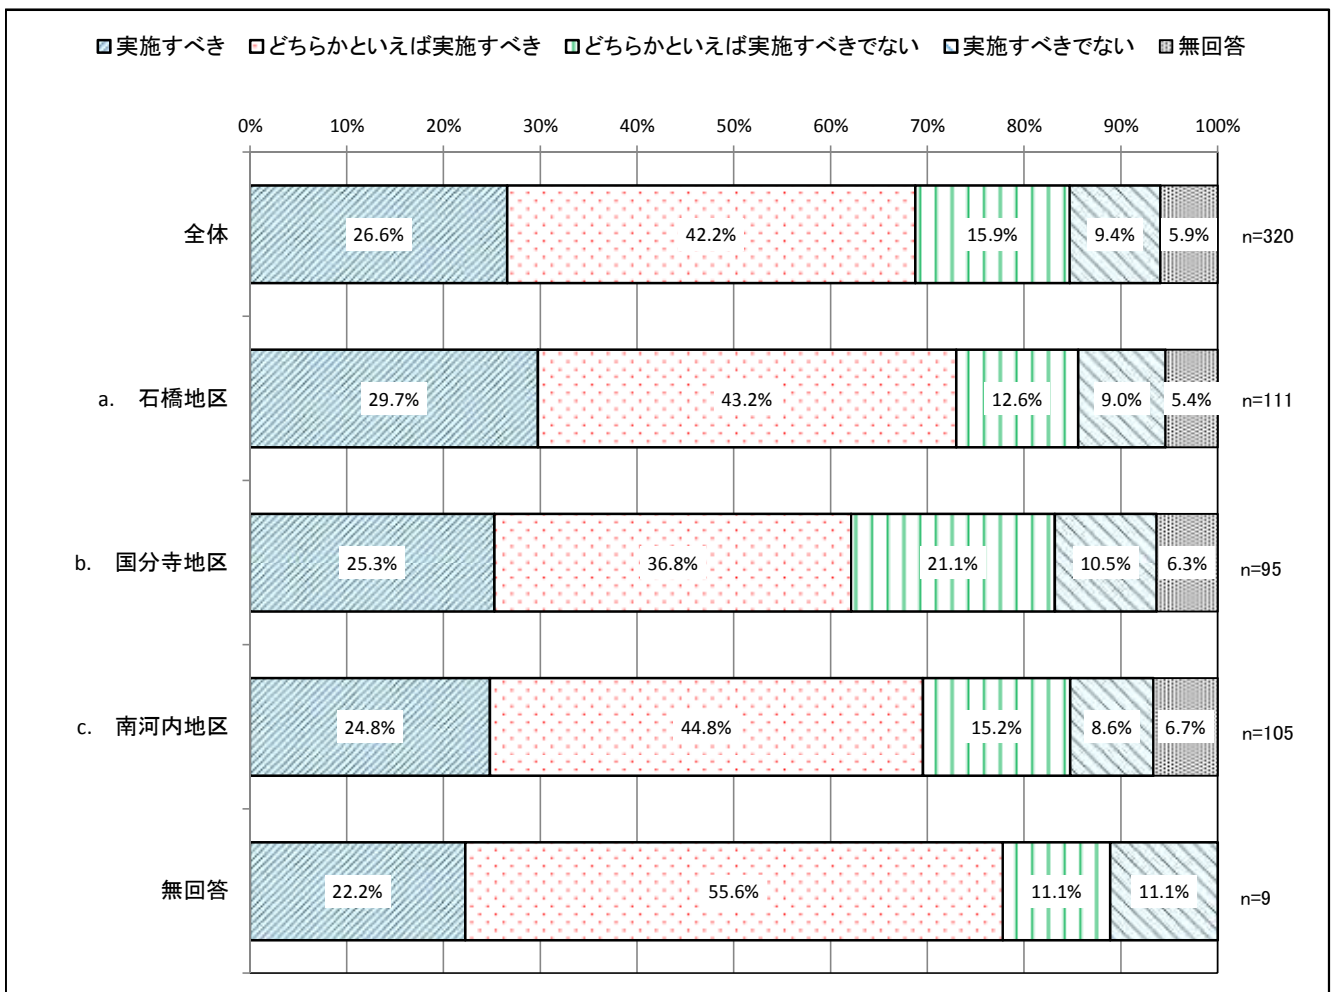 実施すべき どちらかといえば実施すべき どちらかといえば実施すべきでない 実施すべきでない 無回答
0% 10% 20% 30% 40% 50% 60% 70% 80% 90% 100%
全体 26.6% 42.2% 15.9% 9.4% 5.9% n=320
a. 石橋地区 29.7% 43.2% 12.6% 9.0% 5.4% n=111
b. 国分寺地区 25.3% 36.8% 21.1% 10.5% 6.3% n=95
c. 南河内地区 24.8% 44.8% 15.2% 8.6% 6.7% n=105
無回答 22.2% 55.6% 11.1% 11.1% n=9